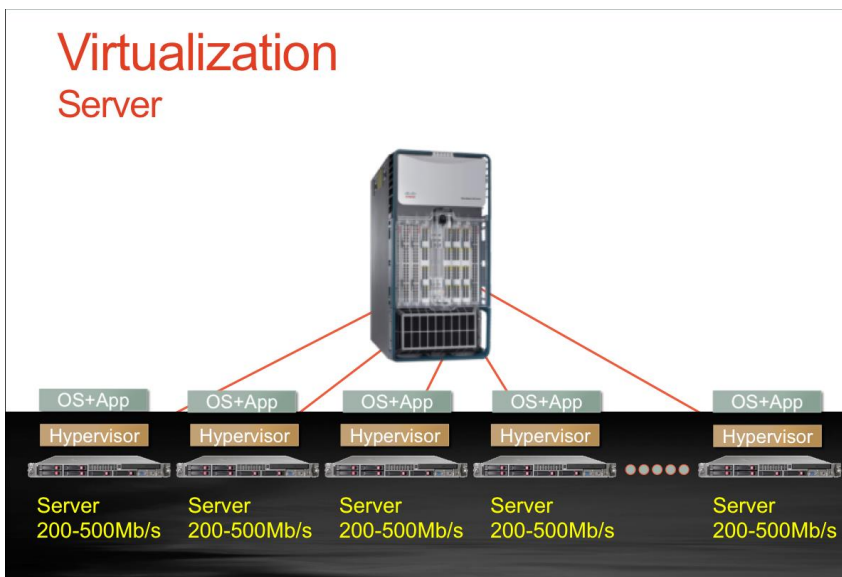 Virtualization
Server
OS+App OS+App OS+App OS+App OS+App
Hypervisor Hypervisor Hypervisor Hypervisor Hypervisor
Server Server Server Server Server
200-500Mb/s 200-500Mb/s 200-500Mb/s 200-500Mb/s 200-500Mb/s